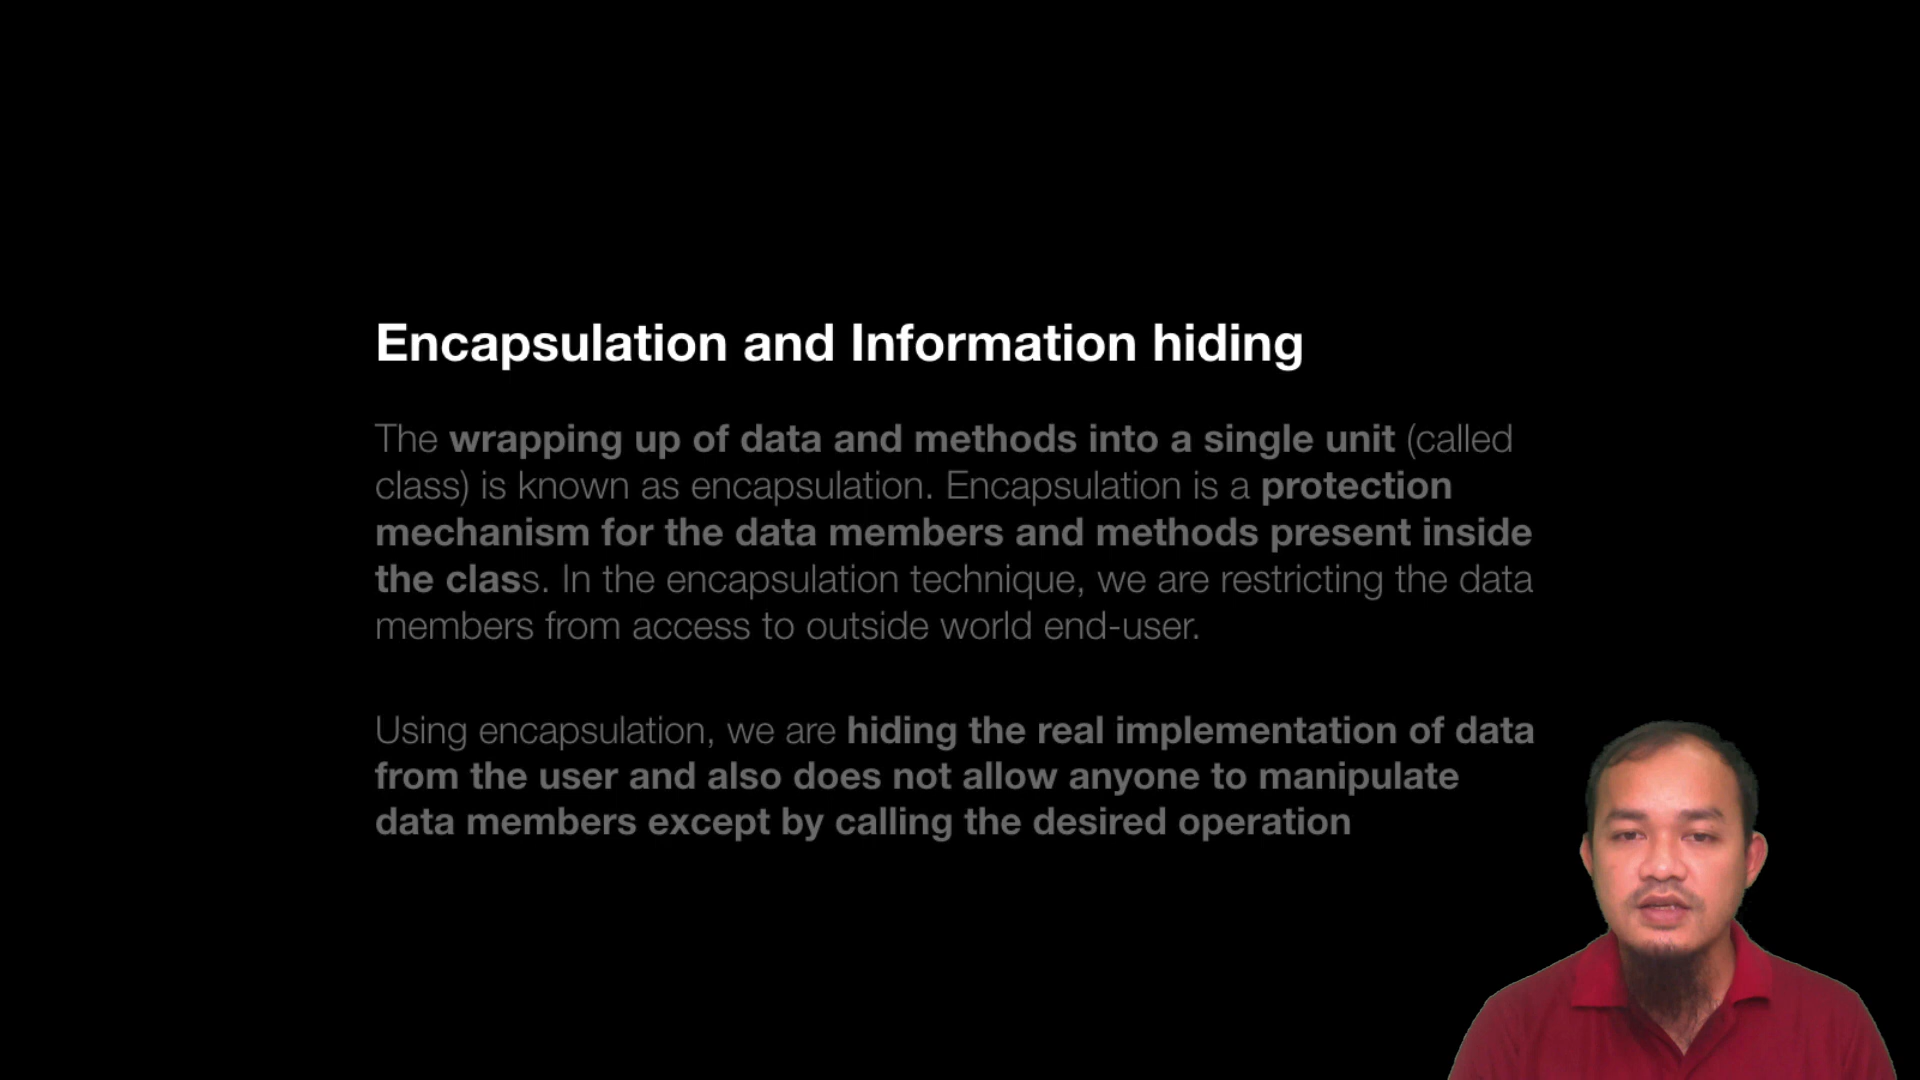 Encapsulation and Information hiding
The wrapping up of data and methods into a single unit (called
class) is known as encapsulation. Encapsulation is a protection
mechanism for the data members and methods present inside
the class. In the encapsulation technique, we are restricting the data
members from access to outside world end-user.
Using encapsulation, we are hiding the real implementation of data
from the user and also does not allow anyone to manipulate
data members except by calling the desired operation